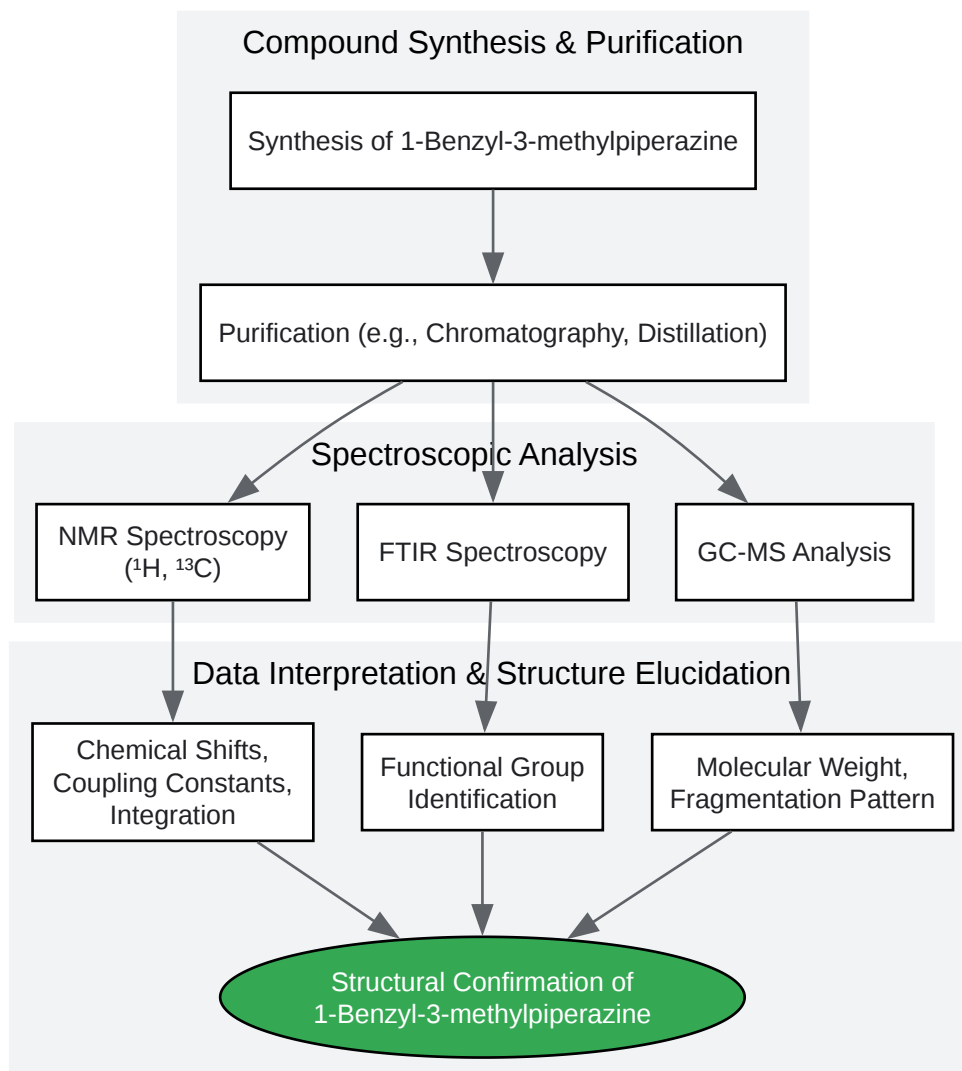 Compound Synthesis & Purification
Synthesis of 1-Benzyl-3-methylpiperazine
Purification (e.g., Chromatography, Distillation)
Spectroscopic Analysis
NMR Spectroscopy
(¹H, ¹³C)
FTIR Spectroscopy
GC-MS Analysis
Data Interpretation & Structure Elucidation
Chemical Shifts,
Coupling Constants,
Integration
Functional Group
Identification
Molecular Weight,
Fragmentation Pattern
Structural Confirmation of
1-Benzyl-3-methylpiperazine